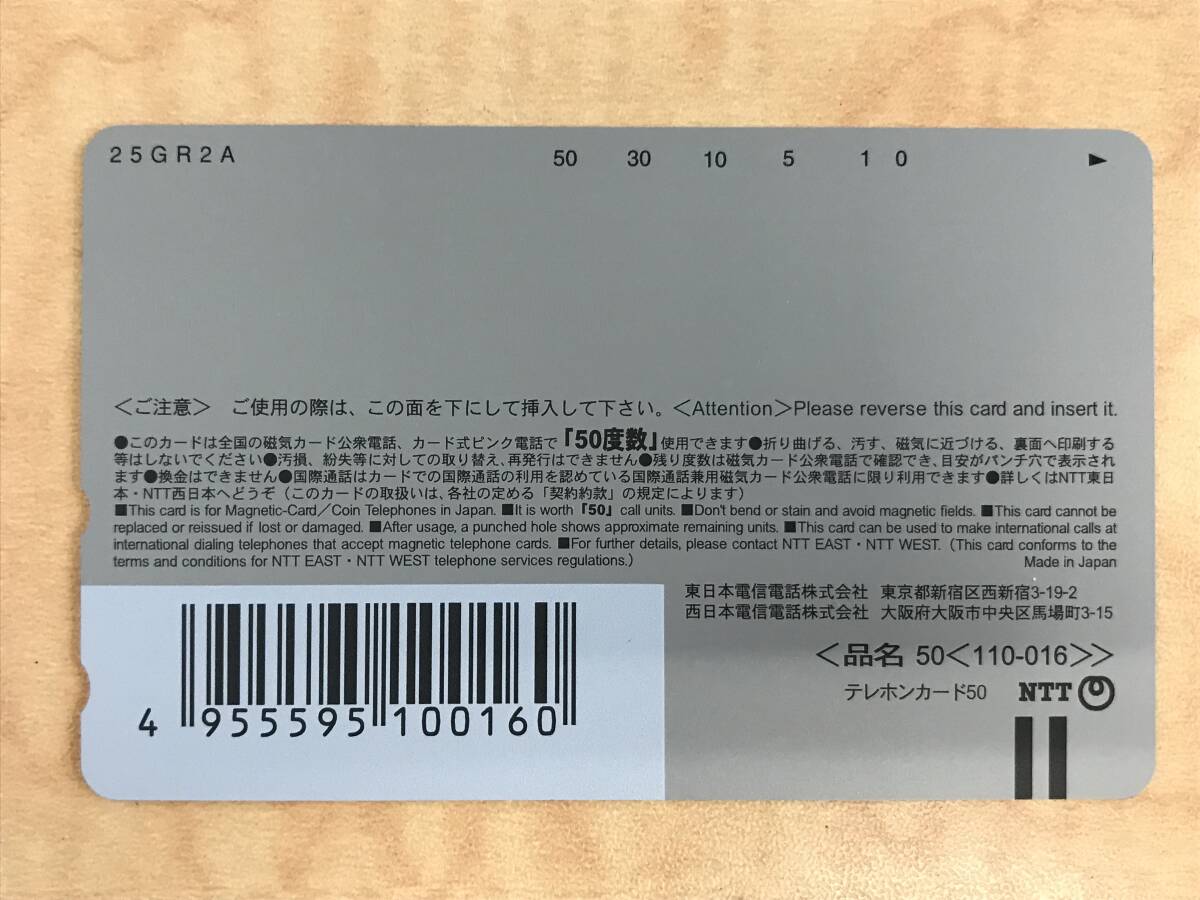 25GR2A 50 30 10 5 1 0 ►
＜ご注意＞ ご使用の際は、この面を下にして挿入して下さい。＜Attention＞Please reverse this card and insert it.
●このカードは全国の磁気カード公衆電話、カード式ピンク電話で「50度数」使用できます●折り曲げる、汚す、磁気に近づける、裏面へ印刷する
等はしないでください●汚損、紛失等に対しての取り替え、再発行はできません●残り度数は磁気カード公衆電話で確認でき、目安がパンチ穴で表示され
ます●換金はできません●国際通話はカードでの国際通話の利用を認めている国際通話兼用磁気カード公衆電話に限り利用できます●詳しくはNTT東日
本・NTT西日本へどうぞ（このカードの取扱いは、各社の定める「契約約款」の規定によります）
■This card is for Magnetic-Card／Coin Telephones in Japan. ■It is worth「50」call units. ■Don't bend or stain and avoid magnetic fields. ■This card cannot be
replaced or reissued if lost or damaged. ■After usage, a punched hole shows approximate remaining units. ■This card can be used to make international calls at
international dialing telephones that accept magnetic telephone cards. ■For further details, please contact NTT EAST・NTT WEST.（This card conforms to the
terms and conditions for NTT EAST・NTT WEST telephone services regulations.） Made in Japan
東日本電信電話株式会社 東京都新宿区西新宿3-19-2
西日本電信電話株式会社 大阪府大阪市中央区馬場町3-15
＜品名 50＜110-016＞＞
テレホンカード50 NTT
4 955595 100160